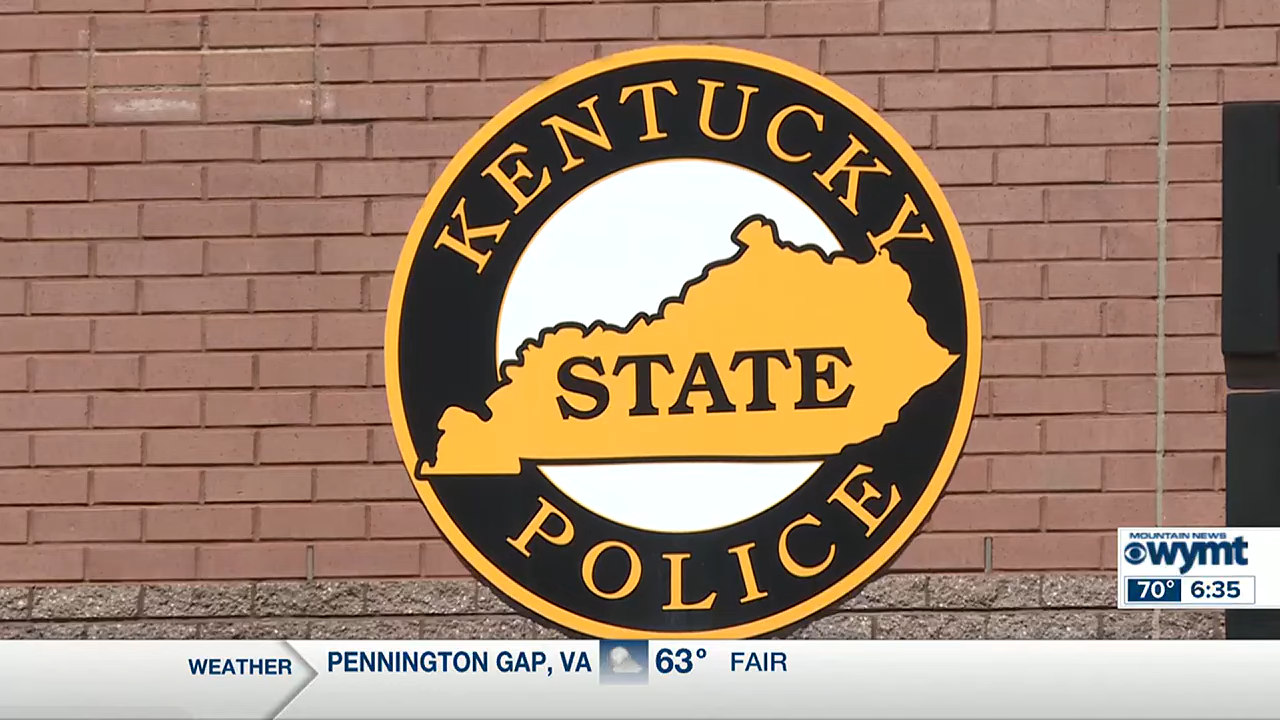 KENTUCKY
STATE
POLICE
MOUNTAIN NEWS
wymt
70° 6:35
WEATHER PENNINGTON GAP, VA 63° FAIR